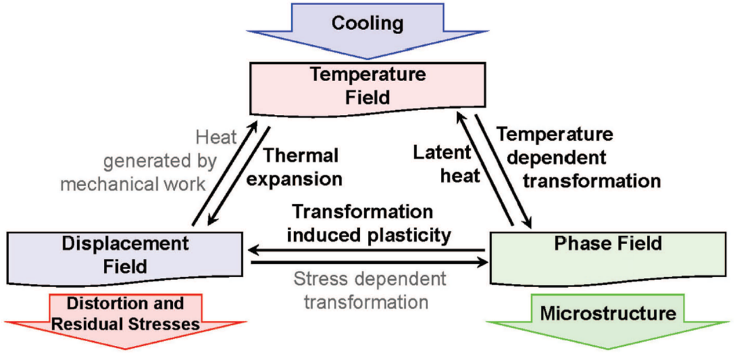 Cooling
Temperature
Field
Heat
generated by
mechanical work
Thermal
expansion
Latent
heat
Temperature
dependent
transformation
Transformation
induced plasticity
Displacement
Field
Phase Field
Stress dependent
transformation
Distortion and
Residual Stresses
Microstructure